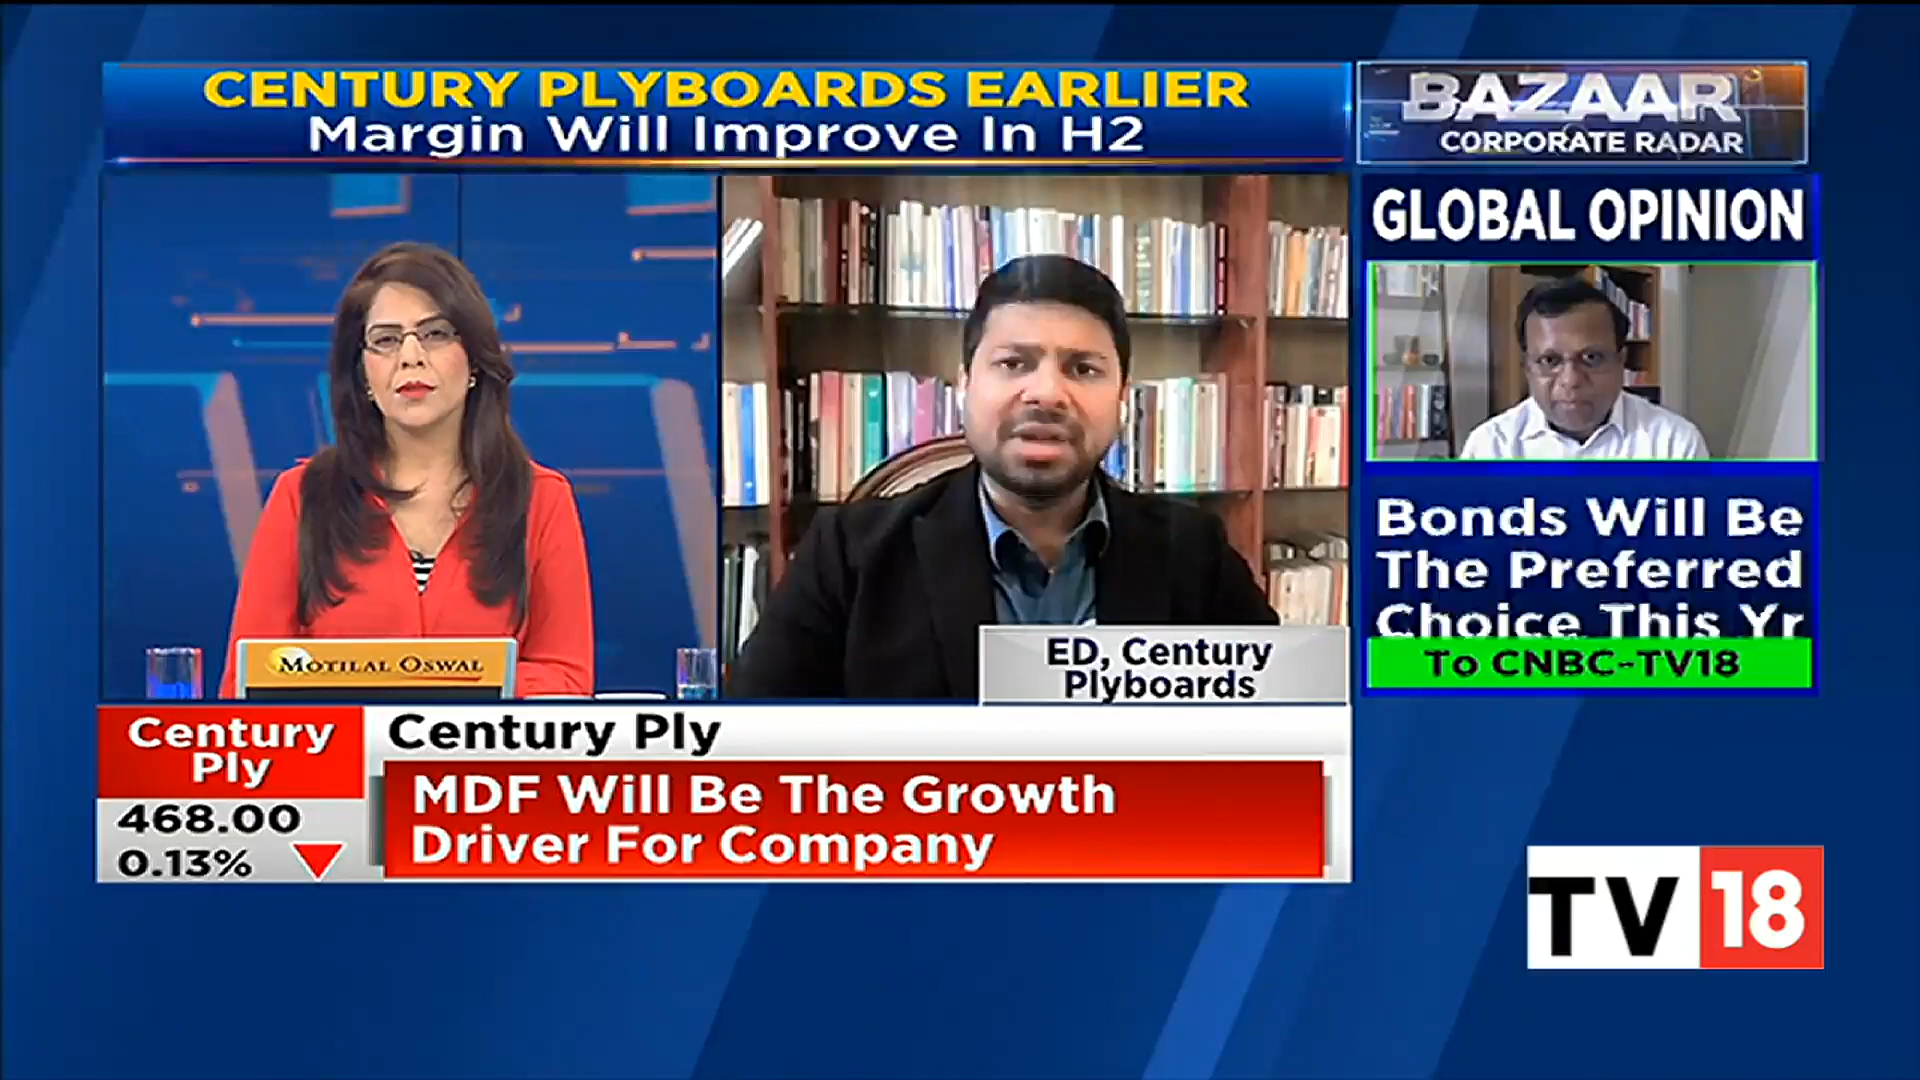 CENTURY PLYBOARDS EARLIER
Margin Will Improve In H2
BAZAAR
CORPORATE RADAR
GLOBAL OPINION
Bonds Will Be
The Preferred
Choice This Yr
To CNBC-TV18
MOTILAL OSWAL
ED, Century
Plyboards
Century
Ply
468.00
0.13%
Century Ply
MDF Will Be The Growth
Driver For Company
TV18